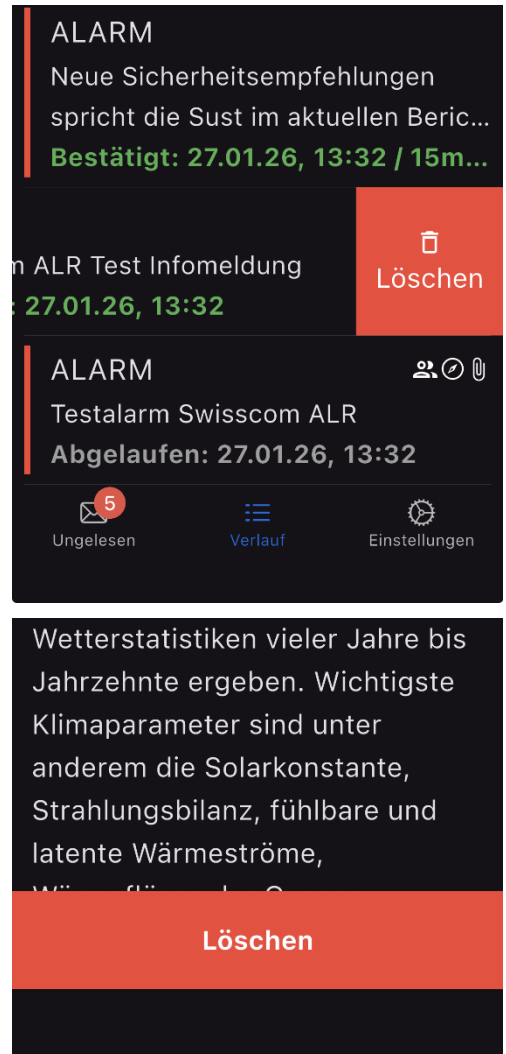 ALARM
Neue Sicherheitsempfehlungen
spricht die Sust im aktuellen Beric...
Bestätigt: 27.01.26, 13:32 / 15m...
Löschen
m ALR Test Infomeldung
: 27.01.26, 13:32
ALARM
Testalarm Swisscom ALR
Abgelaufen: 27.01.26, 13:32
5
Ungelesen
Verlauf
Einstellungen
Wetterstatistiken vieler Jahre bis
Jahrzehnte ergeben. Wichtigste
Klimaparameter sind unter
anderem die Solarkonstante,
Strahlungsbilanz, fühlbare und
latente Wärmeströme,
Löschen